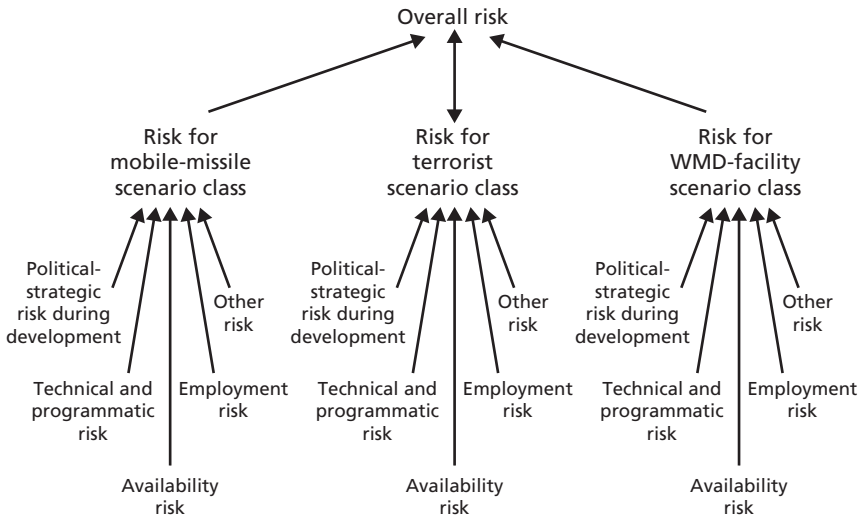 Overall risk
Risk for
mobile-missile
scenario class
Risk for
terrorist
scenario class
Risk for
WMD-facility
scenario class
Political-
strategic
risk during
development
Other
risk
Technical and
programmatic
risk
Employment
risk
Availability
risk
Political-
strategic
risk during
development
Other
risk
Technical and
programmatic
risk
Employment
risk
Availability
risk
Political-
strategic
risk during
development
Other
risk
Technical and
programmatic
risk
Employment
risk
Availability
risk